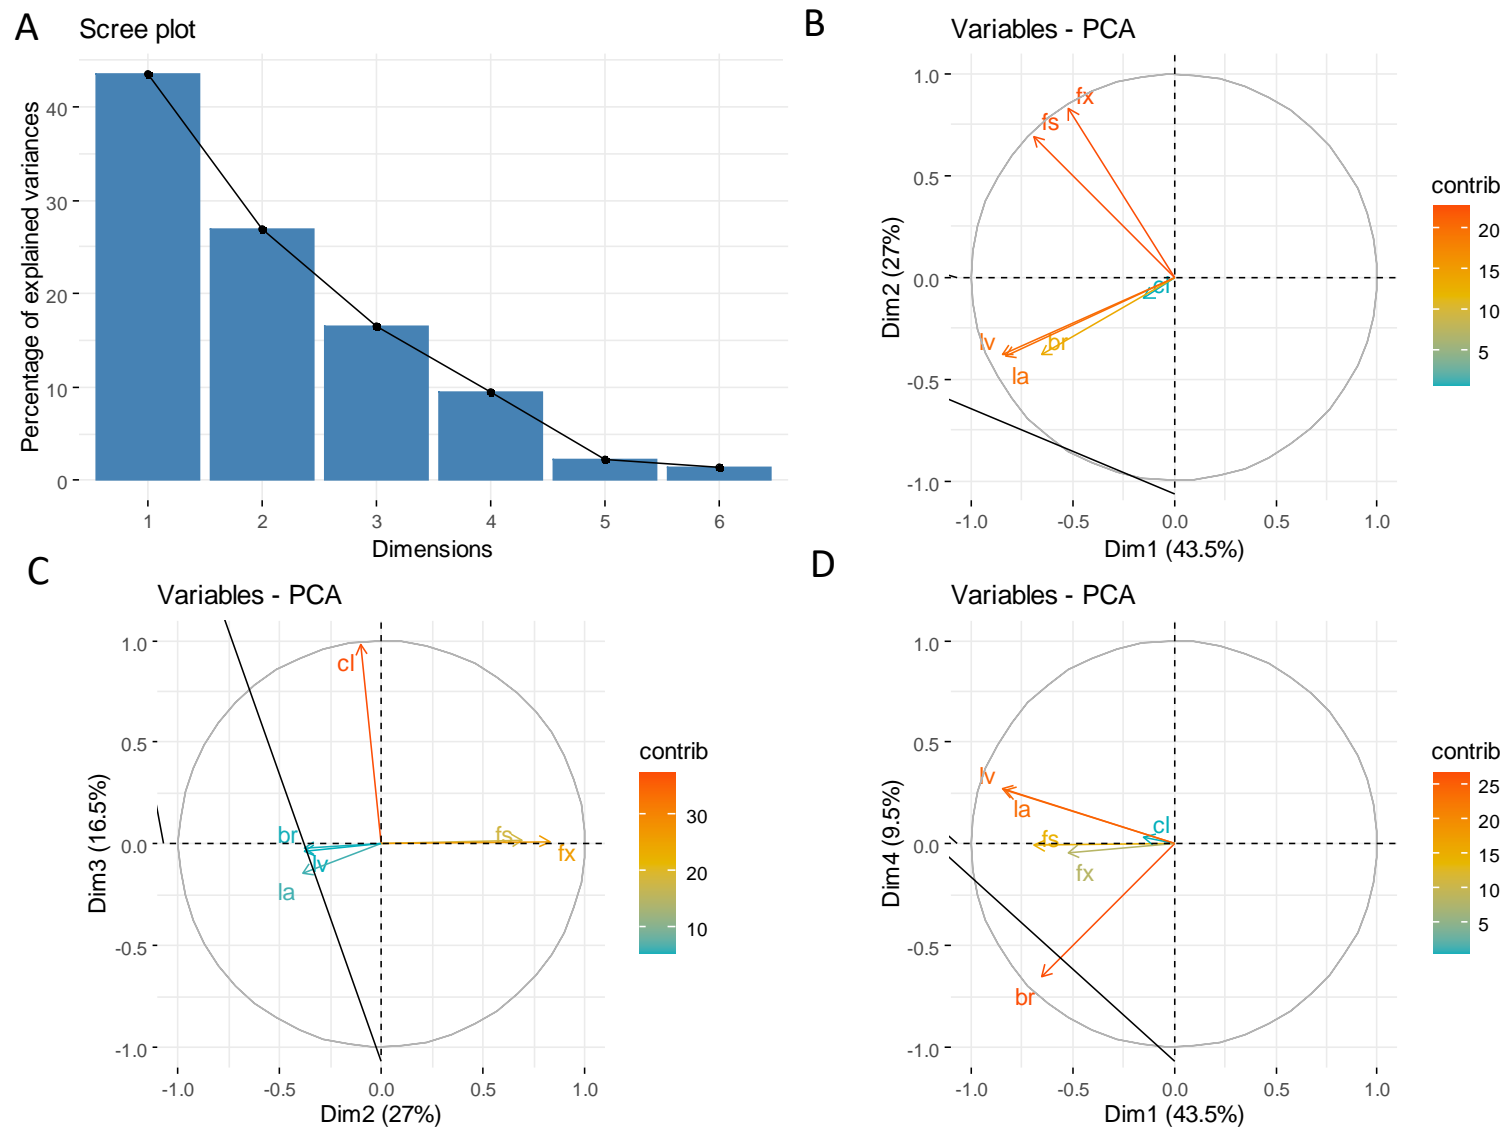 A
Scree plot
Percentage of explained variances
40
30
20
10
0
1 2 3 4 5 6
Dimensions
B
Variables - PCA
Dim2 (27%)
1.0
0.5
0.0
-0.5
-1.0
fx
fs
cl
lv
br
la
-1.0 -0.5 0.0 0.5 1.0
Dim1 (43.5%)
contrib
20
15
10
5
C
Variables - PCA
Dim3 (16.5%)
1.0
0.5
0.0
-0.5
-1.0
cl
br
fs
lv
fx
la
-1.0 -0.5 0.0 0.5 1.0
Dim2 (27%)
contrib
30
20
10
D
Variables - PCA
Dim4 (9.5%)
1.0
0.5
0.0
-0.5
-1.0
lv
la
cl
fs
fx
br
-1.0 -0.5 0.0 0.5 1.0
Dim1 (43.5%)
contrib
25
20
15
10
5